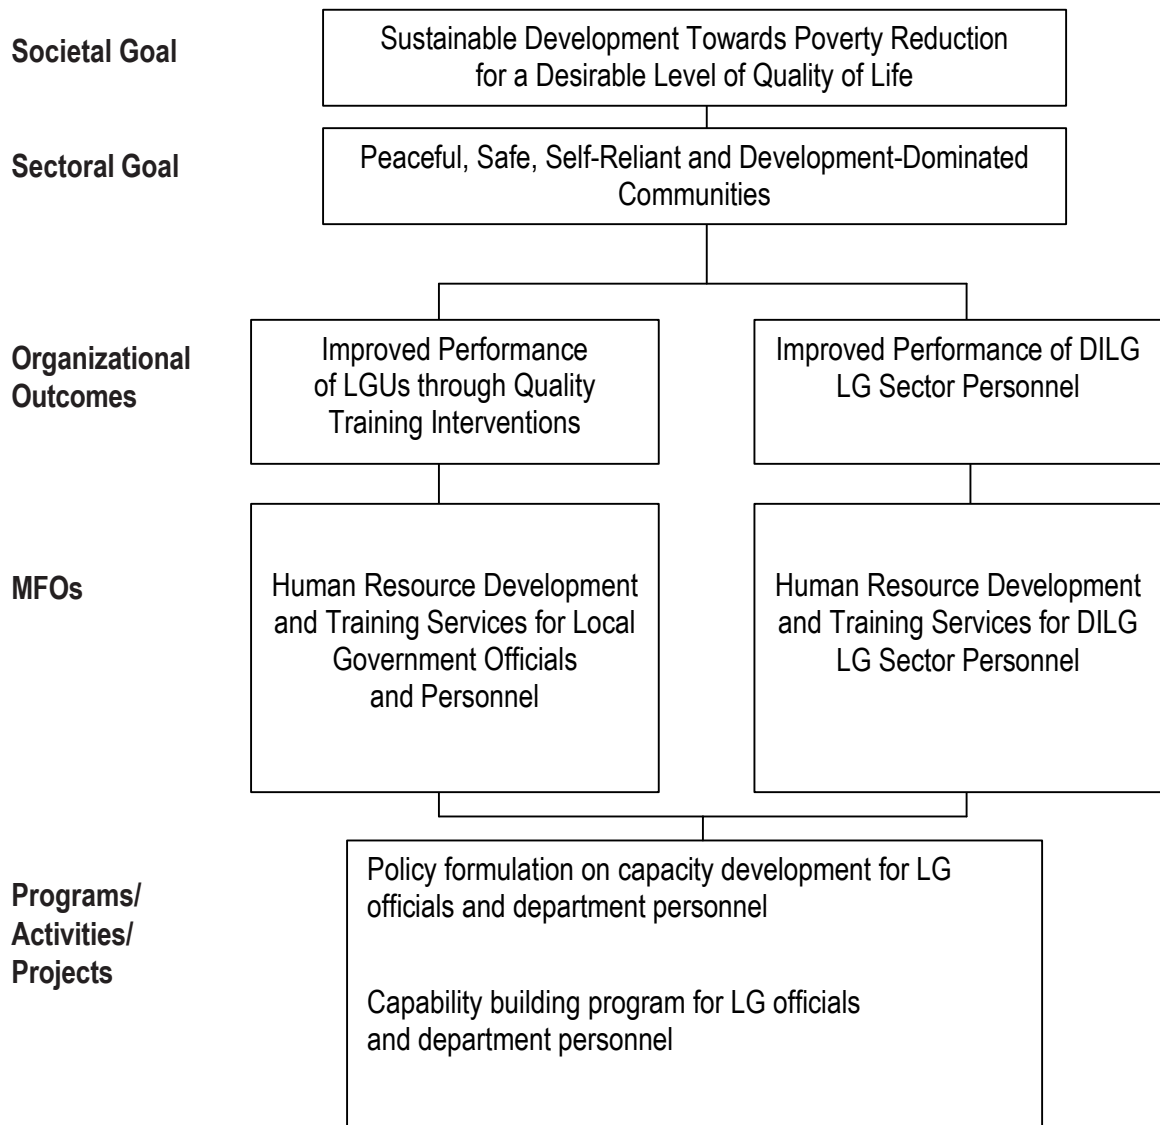 Societal Goal
Sustainable Development Towards Poverty Reduction
for a Desirable Level of Quality of Life
Sectoral Goal
Peaceful, Safe, Self-Reliant and Development-Dominated
Communities
Organizational
Outcomes
Improved Performance
of LGUs through Quality
Training Interventions
Improved Performance of DILG
LG Sector Personnel
MFOs
Human Resource Development
and Training Services for Local
Government Officials
and Personnel
Human Resource Development
and Training Services for DILG
LG Sector Personnel
Programs/
Activities/
Projects
Policy formulation on capacity development for LG
officials and department personnel
Capability building program for LG officials
and department personnel